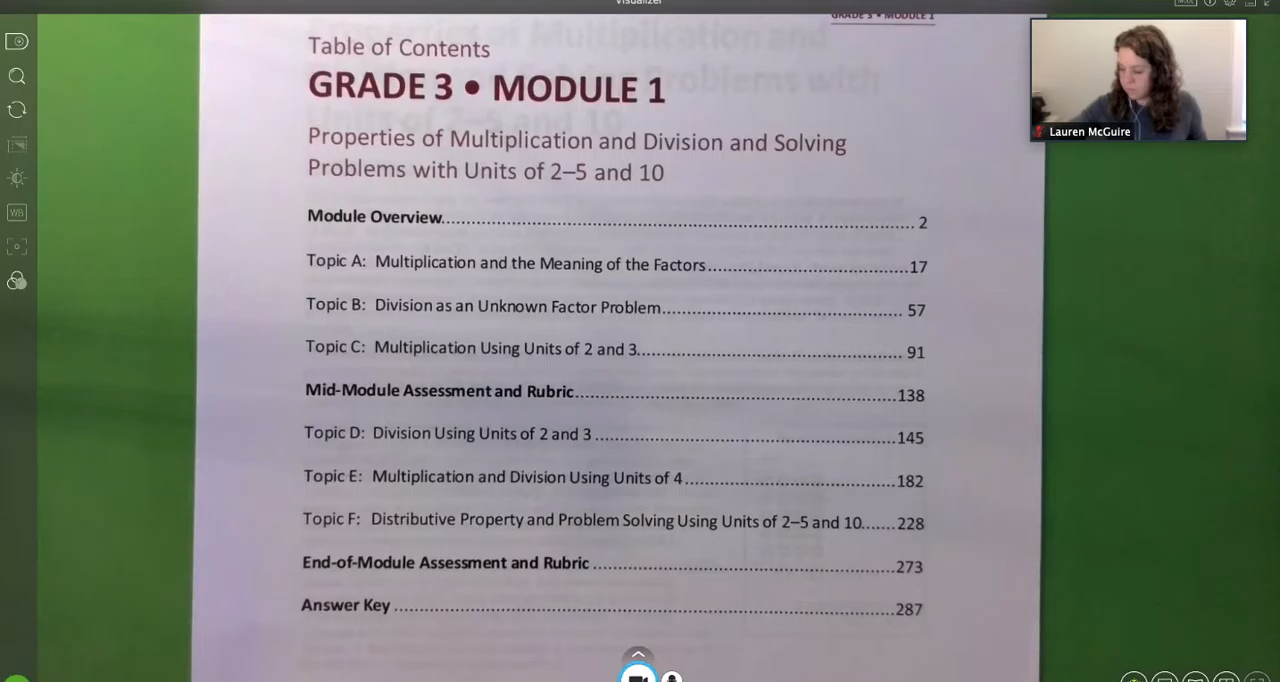 Visualizer
GRADE 3 • MODULE 1
Table of Contents
GRADE 3 • MODULE 1
Properties of Multiplication and Division and Solving
Problems with Units of 2–5 and 10
Module Overview 2
Topic A: Multiplication and the Meaning of the Factors 17
Topic B: Division as an Unknown Factor Problem 57
Topic C: Multiplication Using Units of 2 and 3 91
Mid-Module Assessment and Rubric 138
Topic D: Division Using Units of 2 and 3 145
Topic E: Multiplication and Division Using Units of 4 182
Topic F: Distributive Property and Problem Solving Using Units of 2–5 and 10 228
End-of-Module Assessment and Rubric 273
Answer Key 287
Lauren McGuire
WB